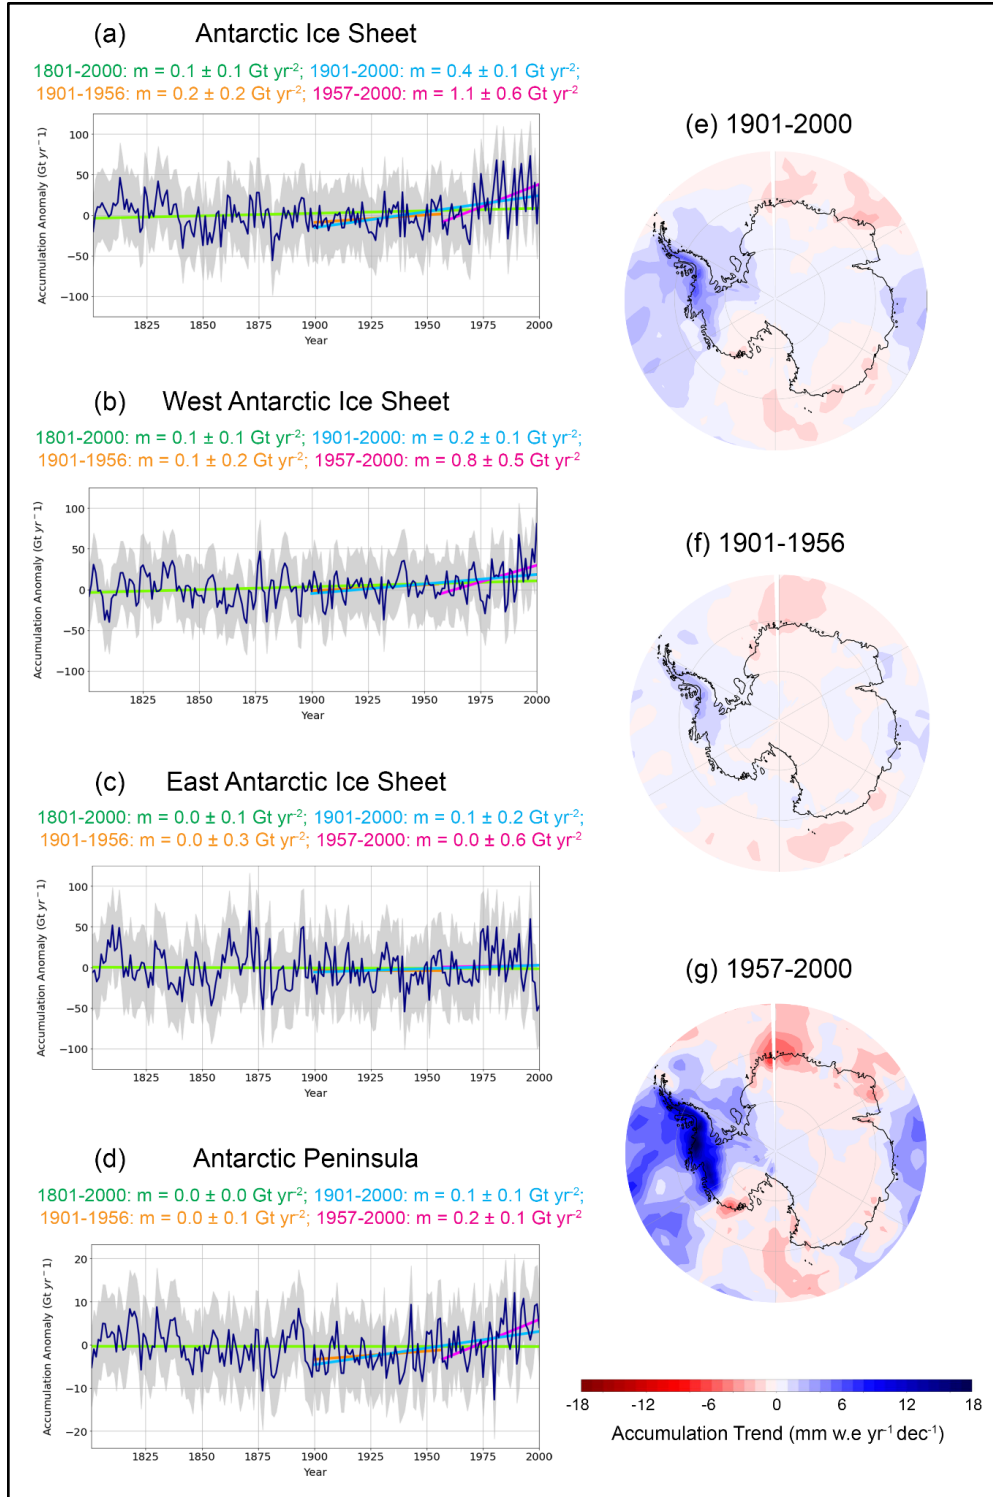 (a) Antarctic Ice Sheet
1801-2000: m = 0.1 ± 0.1 Gt yr-2; 1901-2000: m = 0.4 ± 0.1 Gt yr-2;
1901-1956: m = 0.2 ± 0.2 Gt yr-2; 1957-2000: m = 1.1 ± 0.6 Gt yr-2
Accumulation Anomaly (Gt yr−1)
100
50
0
−50
−100
1825 1850 1875 1900 1925 1950 1975 2000
Year
(b) West Antarctic Ice Sheet
1801-2000: m = 0.1 ± 0.1 Gt yr-2; 1901-2000: m = 0.2 ± 0.1 Gt yr-2;
1901-1956: m = 0.1 ± 0.2 Gt yr-2; 1957-2000: m = 0.8 ± 0.5 Gt yr-2
Accumulation Anomaly (Gt yr−1)
100
50
0
−50
−100
1825 1850 1875 1900 1925 1950 1975 2000
Year
(c) East Antarctic Ice Sheet
1801-2000: m = 0.0 ± 0.1 Gt yr-2; 1901-2000: m = 0.1 ± 0.2 Gt yr-2;
1901-1956: m = 0.0 ± 0.3 Gt yr-2; 1957-2000: m = 0.0 ± 0.6 Gt yr-2
Accumulation Anomaly (Gt yr−1)
100
50
0
−50
−100
1825 1850 1875 1900 1925 1950 1975 2000
Year
(d) Antarctic Peninsula
1801-2000: m = 0.0 ± 0.0 Gt yr-2; 1901-2000: m = 0.1 ± 0.1 Gt yr-2;
1901-1956: m = 0.0 ± 0.1 Gt yr-2; 1957-2000: m = 0.2 ± 0.1 Gt yr-2
Accumulation Anomaly (Gt yr−1)
20
10
0
−10
−20
1825 1850 1875 1900 1925 1950 1975 2000
Year
(e) 1901-2000
(f) 1901-1956
(g) 1957-2000
-18 -12 -6 0 6 12 18
Accumulation Trend (mm w.e yr-1 dec-1)